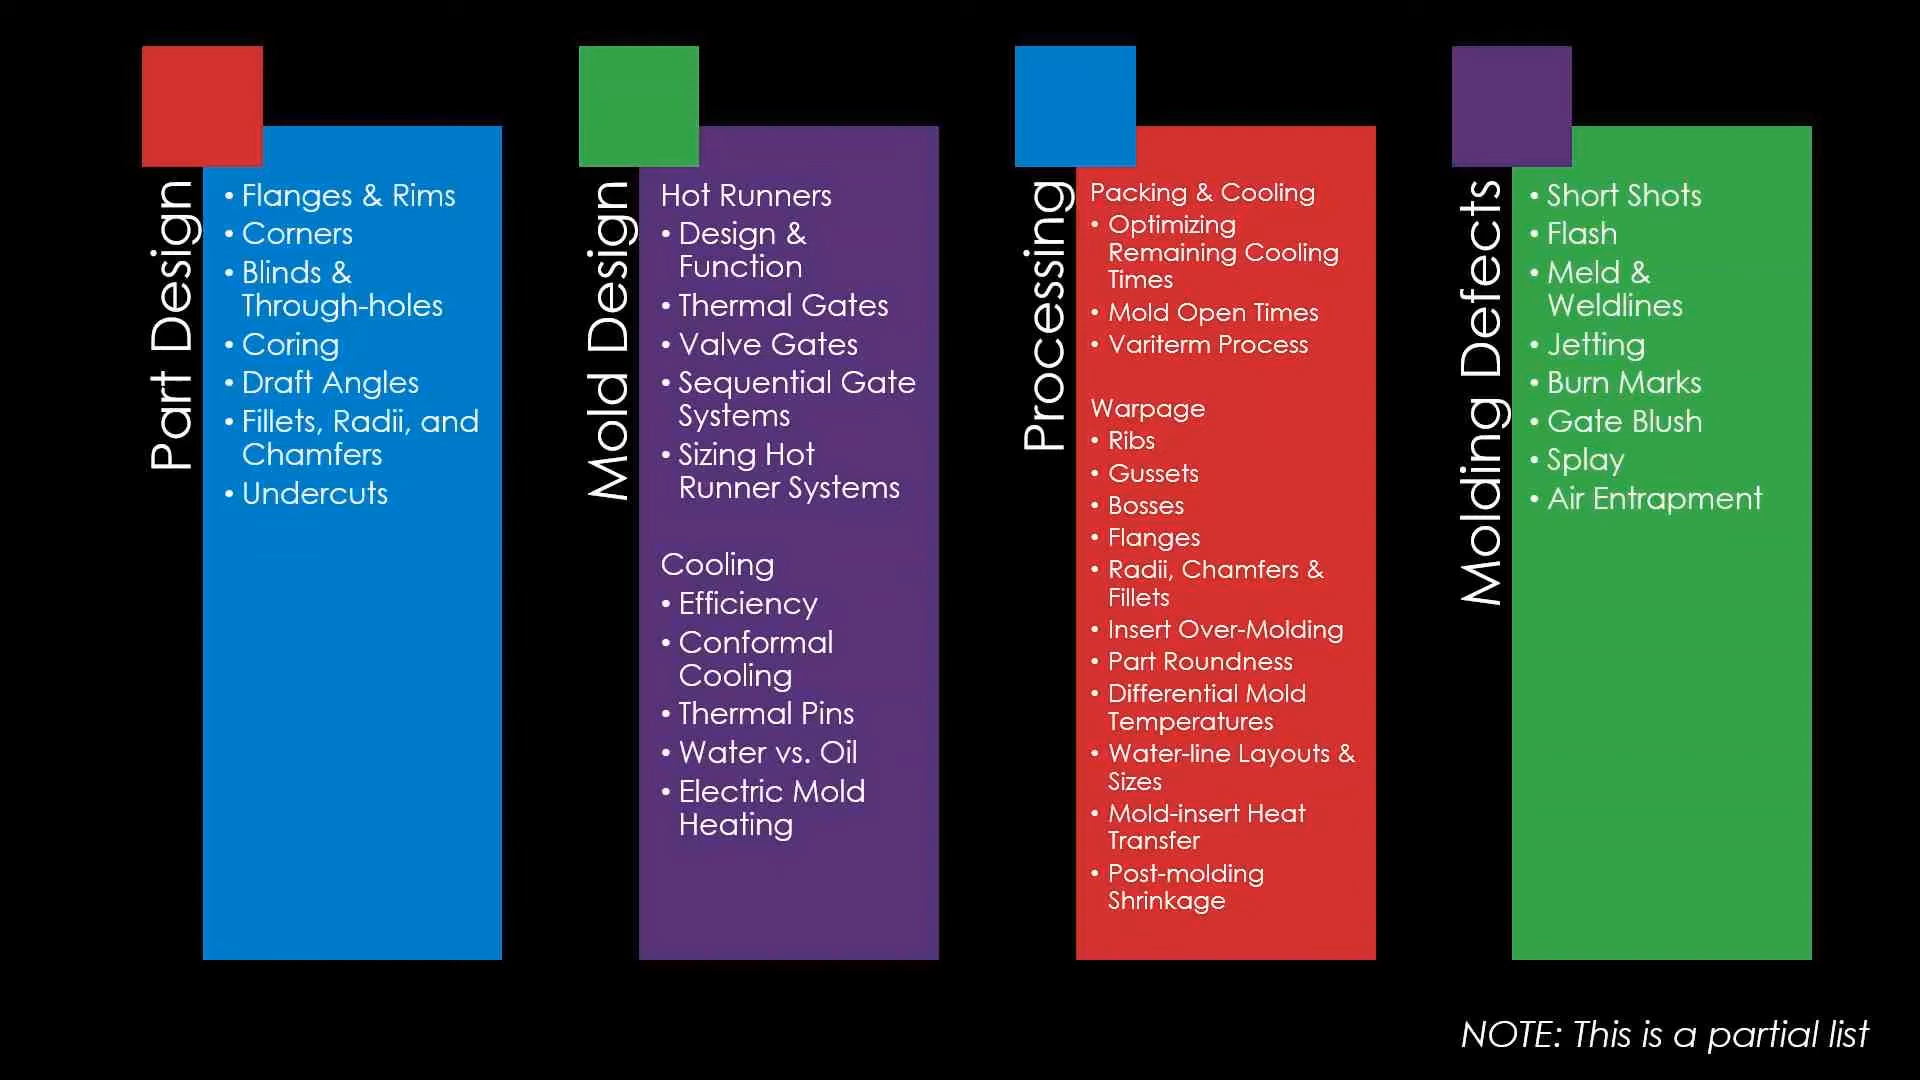 Part Design
• Flanges & Rims
• Corners
• Blinds &
Through-holes
• Coring
• Draft Angles
• Fillets, Radii, and
Chamfers
• Undercuts
Mold Design
Hot Runners
• Design &
Function
• Thermal Gates
• Valve Gates
• Sequential Gate
Systems
• Sizing Hot
Runner Systems
Cooling
• Efficiency
• Conformal
Cooling
• Thermal Pins
• Water vs. Oil
• Electric Mold
Heating
Processing
Packing & Cooling
• Optimizing
Remaining Cooling
Times
• Mold Open Times
• Variterm Process
Warpage
• Ribs
• Gussets
• Bosses
• Flanges
• Radii, Chamfers &
Fillets
• Insert Over-Molding
• Part Roundness
• Differential Mold
Temperatures
• Water-line Layouts &
Sizes
• Mold-insert Heat
Transfer
• Post-molding
Shrinkage
Molding Defects
• Short Shots
• Flash
• Meld &
Weldlines
• Jetting
• Burn Marks
• Gate Blush
• Splay
• Air Entrapment
NOTE: This is a partial list